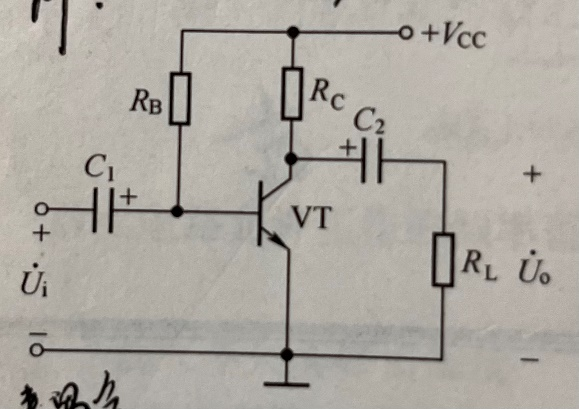 +V_CC
R_B
R_C
C_2
+
C_1
+
+
VT
+
U̇_i
R_L
U̇_o
−
−